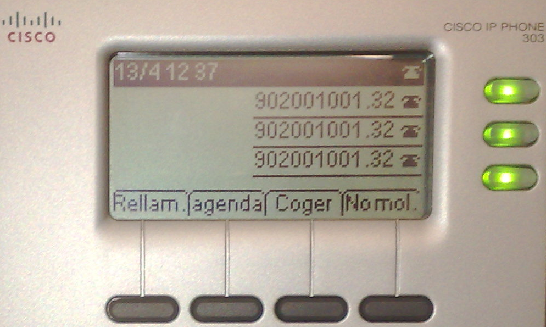 CISCO
CISCO IP PHONE
303
13/4 12 37
902001001.32
902001001.32
902001001.32
Rellam. agenda Coger No mol.